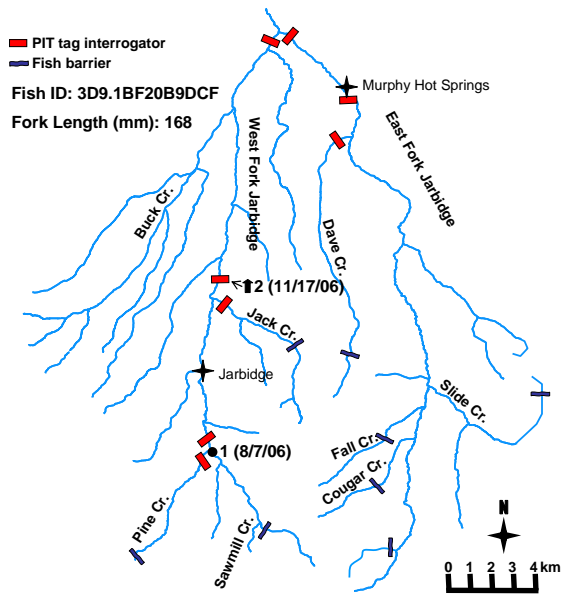 PIT tag interrogator
Fish barrier
Fish ID: 3D9.1BF20B9DCF
Fork Length (mm): 168
Murphy Hot Springs
West Fork Jarbidge
East Fork Jarbidge
Buck Cr.
Dave Cr.
2 (11/17/06)
Jack Cr.
Jarbidge
Slide Cr.
1 (8/7/06)
Fall Cr.
Cougar Cr.
Pine Cr.
Sawmill Cr.
N
0 1 2 3 4 km